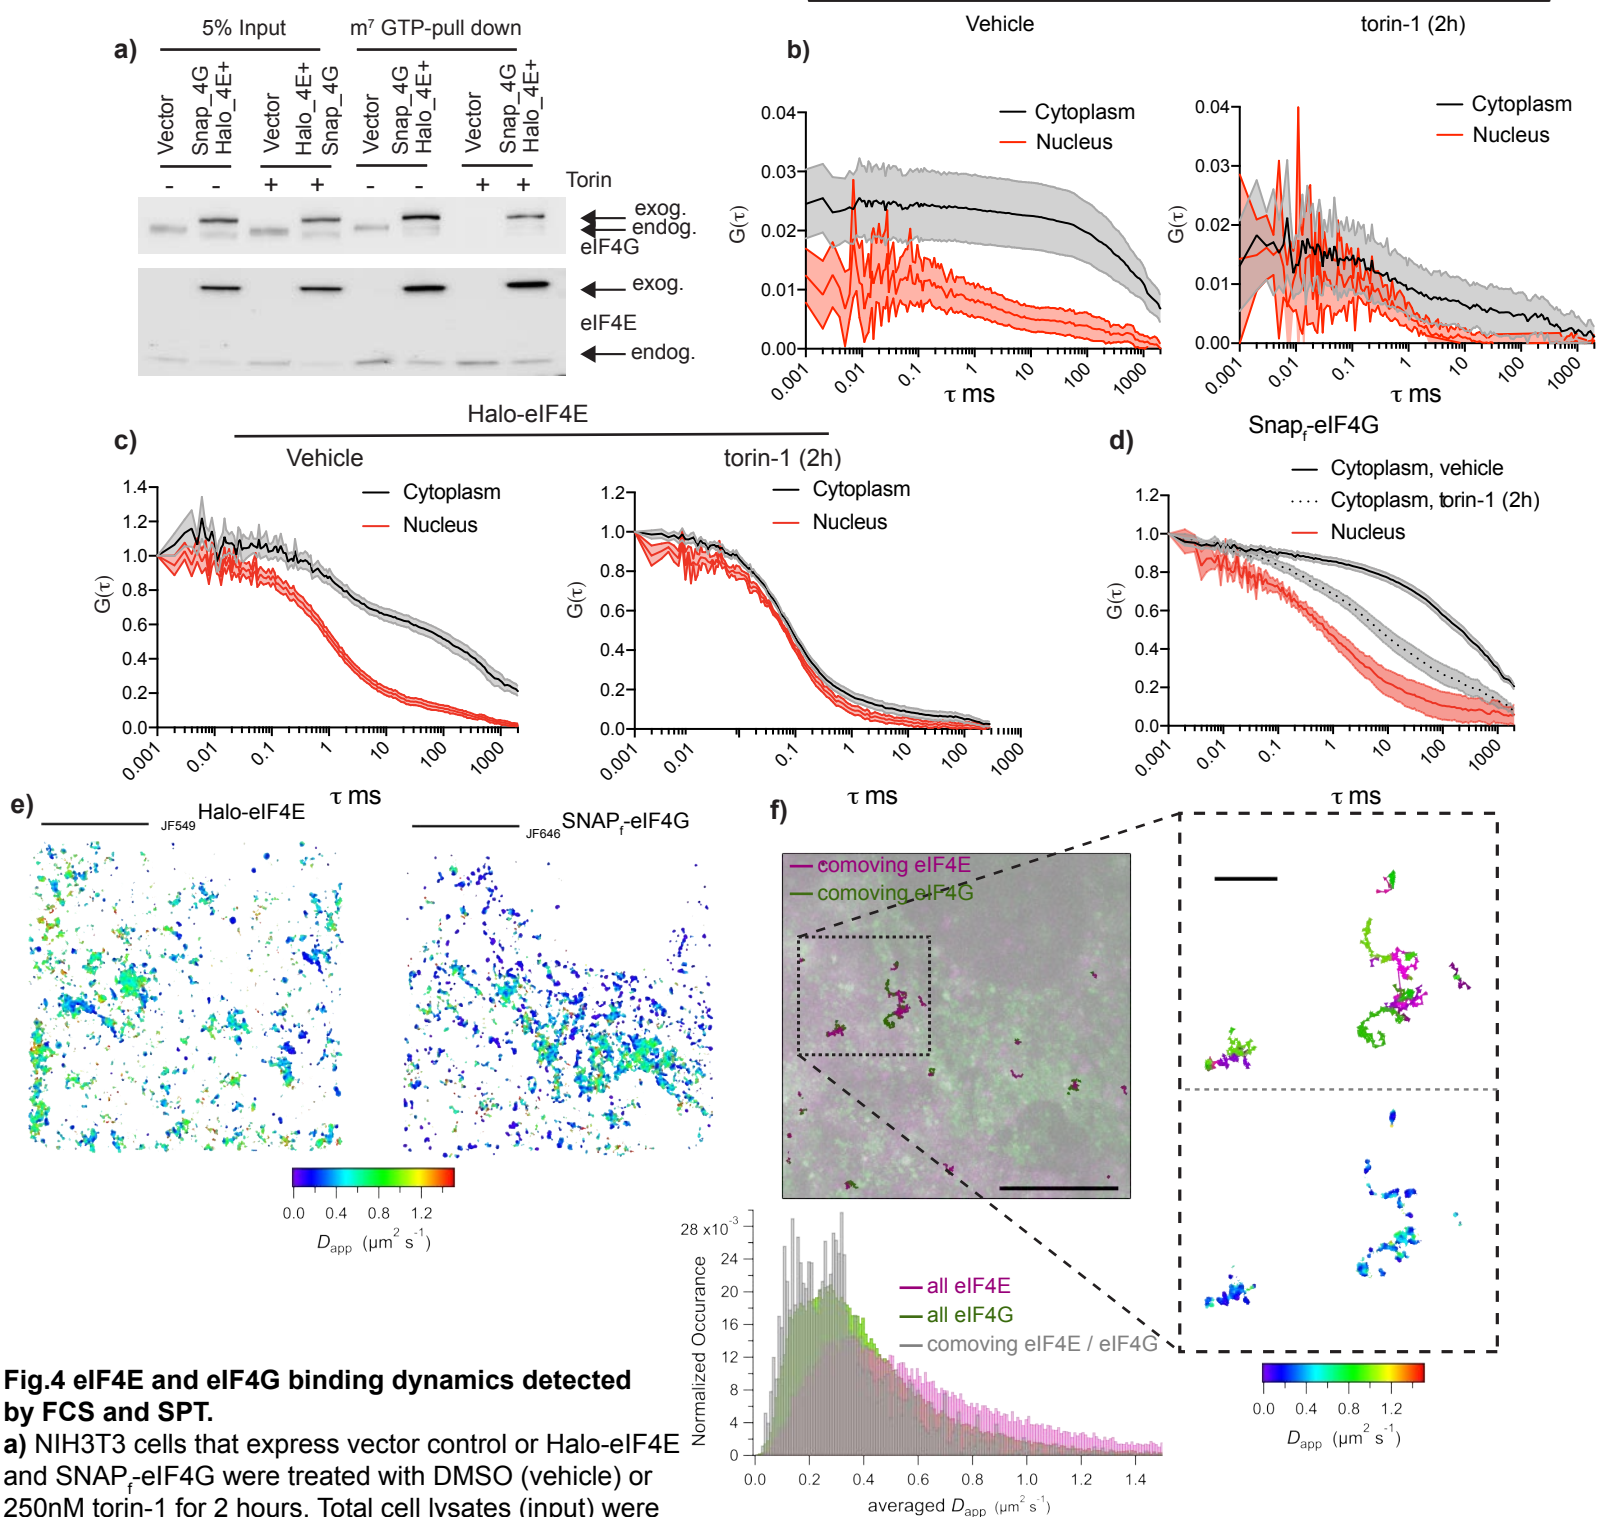 a)
5% Input
m7 GTP-pull down
Vector
Snap_4G
Halo_4E+
Vector
Halo_4E+
Snap_4G
Vector
Snap_4G
Halo_4E+
Vector
Snap_4G
Halo_4E+
- - + + - - + + Torin
exog.
endog.
eIF4G
exog.
eIF4E
endog.
b)
Vehicle
torin-1 (2h)
Cytoplasm
Nucleus
G(τ)
0.04
0.03
0.02
0.01
0.00
0.001 0.01 0.1 1 10 100 1000
τ ms
Cytoplasm
Nucleus
G(τ)
0.04
0.03
0.02
0.01
0.00
0.001 0.01 0.1 1 10 100 1000
τ ms
c)
Halo-eIF4E
Vehicle
torin-1 (2h)
Cytoplasm
Nucleus
G(τ)
1.4
1.2
1.0
0.8
0.6
0.4
0.2
0.0
0.001 0.01 0.1 1 10 100 1000
τ ms
Cytoplasm
Nucleus
G(τ)
1.2
1.0
0.8
0.6
0.4
0.2
0.0
0.001 0.01 0.1 1 10 100 1000
τ ms
d)
Snapf-eIF4G
Cytoplasm, vehicle
Cytoplasm, torin-1 (2h)
Nucleus
G(τ)
1.2
1.0
0.8
0.6
0.4
0.2
0.0
0.001 0.01 0.1 1 10 100 1000
τ ms
e)
JF549Halo-eIF4E
JF646SNAPf-eIF4G
0.0 0.4 0.8 1.2
Dapp (µm2 s-1)
f)
comoving eIF4E
comoving eIF4G
0.0 0.4 0.8 1.2
Dapp (µm2 s-1)
Normalized Occurance
28 x10-3
24
20
16
12
8
4
0
all eIF4E
all eIF4G
comoving eIF4E / eIF4G
0.0 0.2 0.4 0.6 0.8 1.0 1.2 1.4
averaged Dapp (µm2 s-1)
Fig.4 eIF4E and eIF4G binding dynamics detected
by FCS and SPT.
a) NIH3T3 cells that express vector control or Halo-eIF4E
and SNAPf-eIF4G were treated with DMSO (vehicle) or
250nM torin-1 for 2 hours. Total cell lysates (input) were